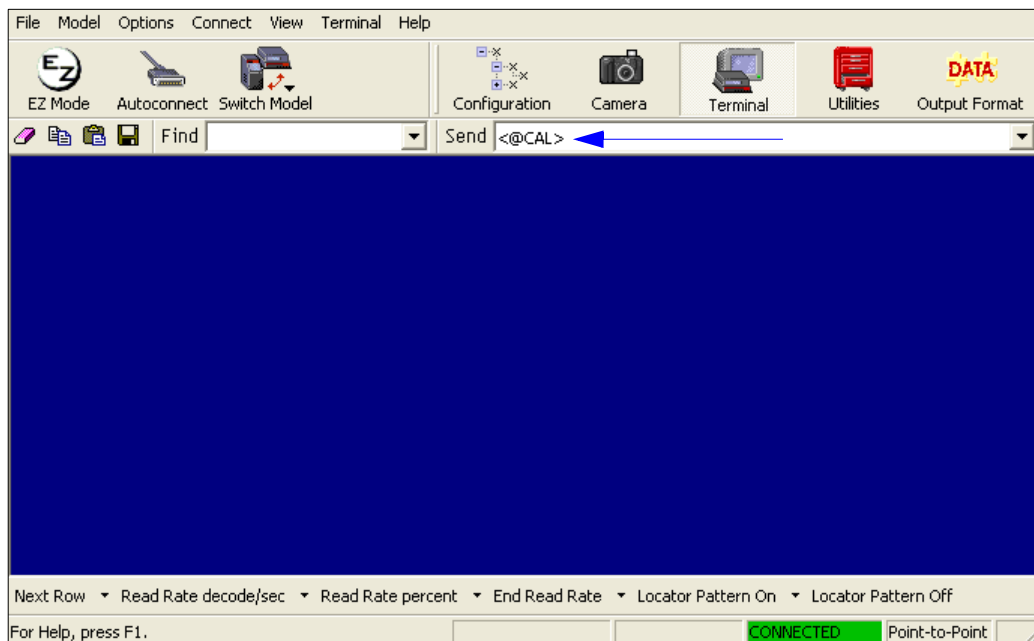 File Model Options Connect View Terminal Help
EZ
DATA
EZ Mode Autoconnect Switch Model Configuration Camera Terminal Utilities Output Format
Find Send <@CAL>
Next Row Read Rate decode/sec Read Rate percent End Read Rate Locator Pattern On Locator Pattern Off
For Help, press F1. CONNECTED Point-to-Point